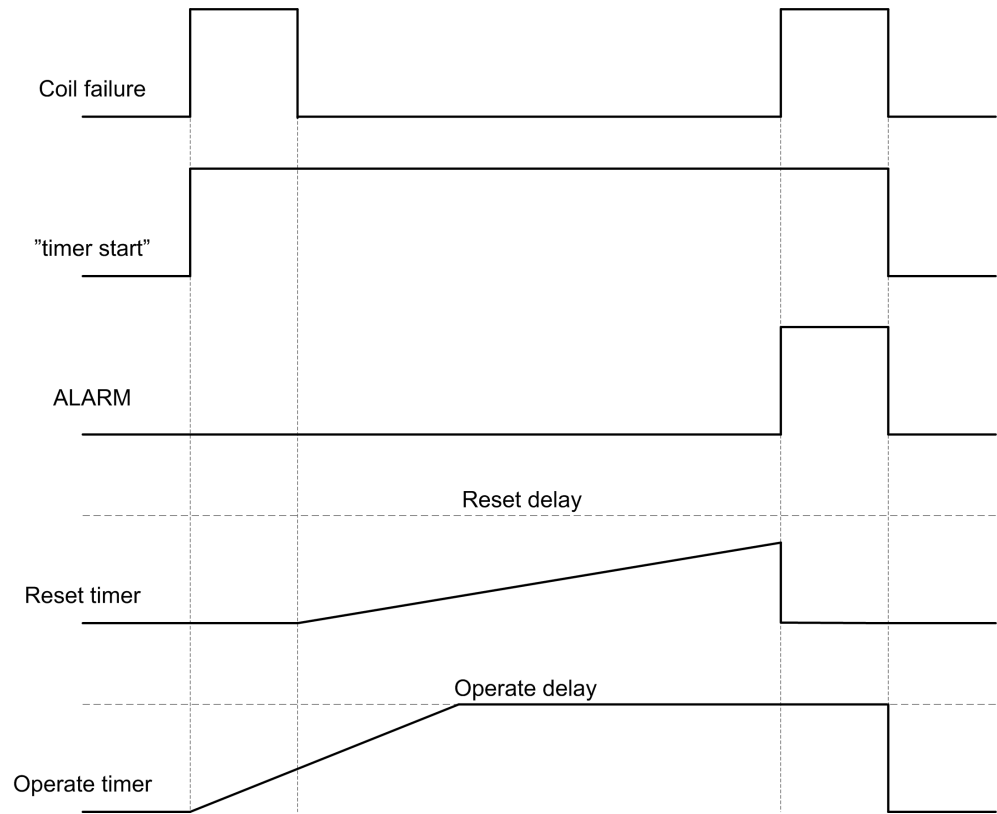 Coil failure
”timer start”
ALARM
Reset delay
Reset timer
Operate delay
Operate timer